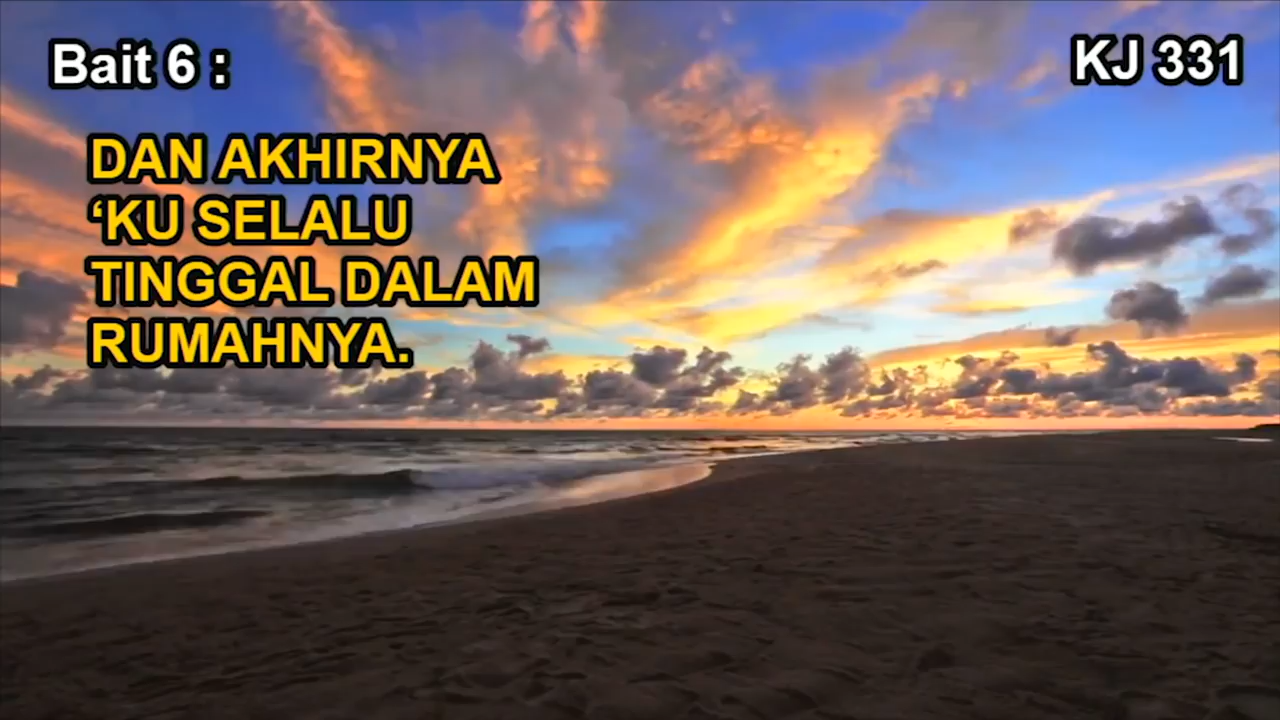 Bait 6 :
KJ 331
DAN AKHIRNYA
‘KU SELALU
TINGGAL DALAM
RUMAHNYA.